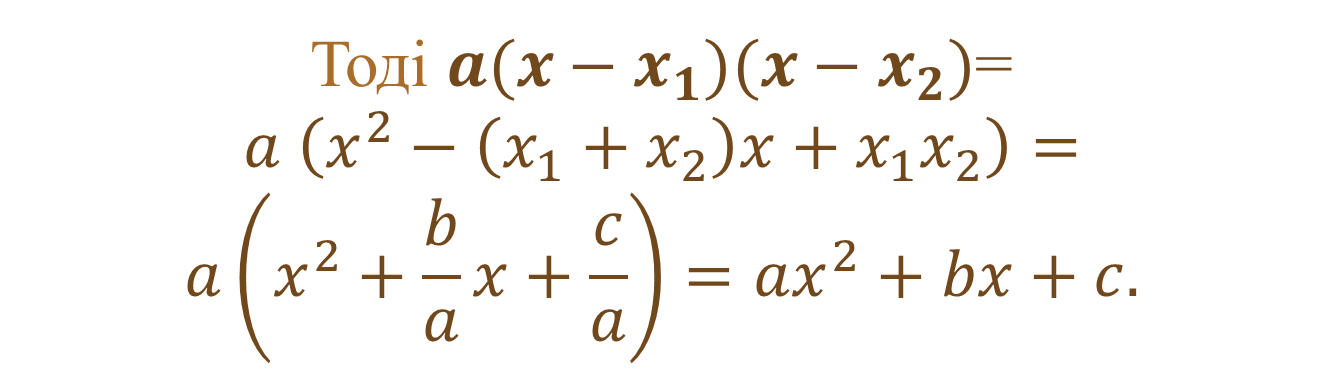 Тоді a(x − x₁)(x − x₂)=
a (x² − (x₁ + x₂)x + x₁x₂) =
a(x² + b/a x + c/a) = ax² + bx + c.